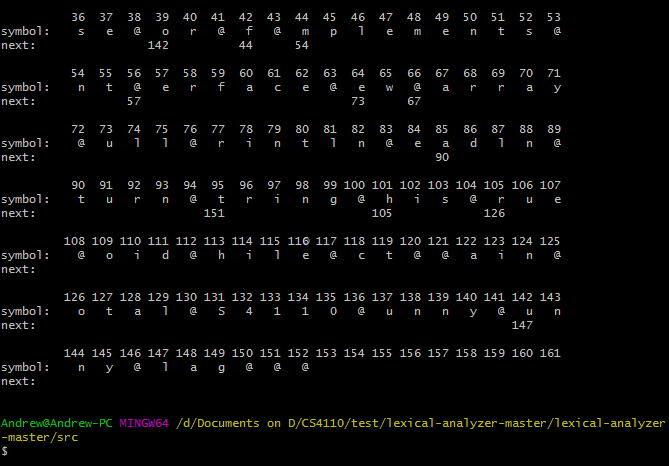 36 37 38 39 40 41 42 43 44 45 46 47 48 49 50 51 52 53
symbol: s e @ o r @ f @ m p l e m e n t s @
next: 142 44 54
54 55 56 57 58 59 60 61 62 63 64 65 66 67 68 69 70 71
symbol: n t @ e r f a c e @ e w @ a r r a y
next: 57 73 67
72 73 74 75 76 77 78 79 80 81 82 83 84 85 86 87 88 89
symbol: @ u l l @ r i n t l n @ e a d l n @
next: 90
90 91 92 93 94 95 96 97 98 99 100 101 102 103 104 105 106 107
symbol: t u r n @ t r i n g @ h i s @ r u e
next: 151 105 126
108 109 110 111 112 113 114 115 116 117 118 119 120 121 122 123 124 125
symbol: @ o i d @ h i l e @ c t @ @ a i n @
next:
126 127 128 129 130 131 132 133 134 135 136 137 138 139 140 141 142 143
symbol: o t a l @ S 4 1 1 0 @ u n n y @ u n
next: 147
144 145 146 147 148 149 150 151 152 153 154 155 156 157 158 159 160 161
symbol: n y @ l a g @ @ @
next:
Andrew@Andrew-PC MINGW64 /d/Documents on D/CS4110/test/lexical-analyzer-master/lexical-analyzer
-master/src
$